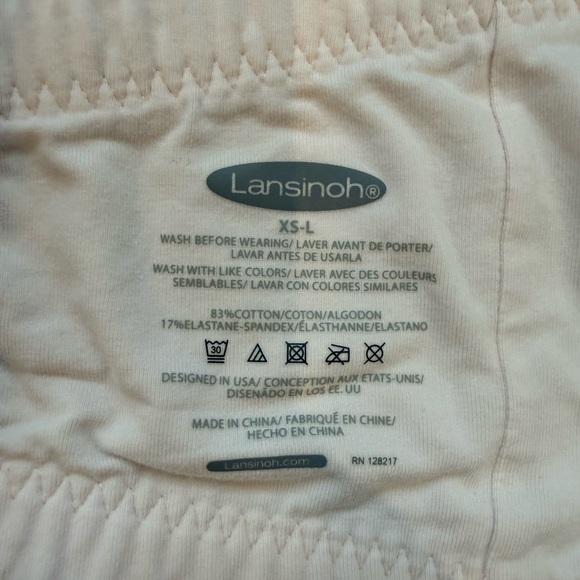 Lansinoh®
XS-L
WASH BEFORE WEARING/ LAVER AVANT DE PORTER/
LAVAR ANTES DE USARLA
WASH WITH LIKE COLORS/ LAVER AVEC DES COULEURS
SEMBLABLES/ LAVAR CON COLORES SIMILARES
83%COTTON/COTON/ALGODON
17%ELASTANE-SPANDEX/ÉLASTHANNE/ELASTANO
30
DESIGNED IN USA/ CONCEPTION AUX ETATS-UNIS/
DISENÁDO EN LOS EE. UU
MADE IN CHINA/ FABRIQUÉ EN CHINE/
HECHO EN CHINA
Lansinoh.com RN 128217